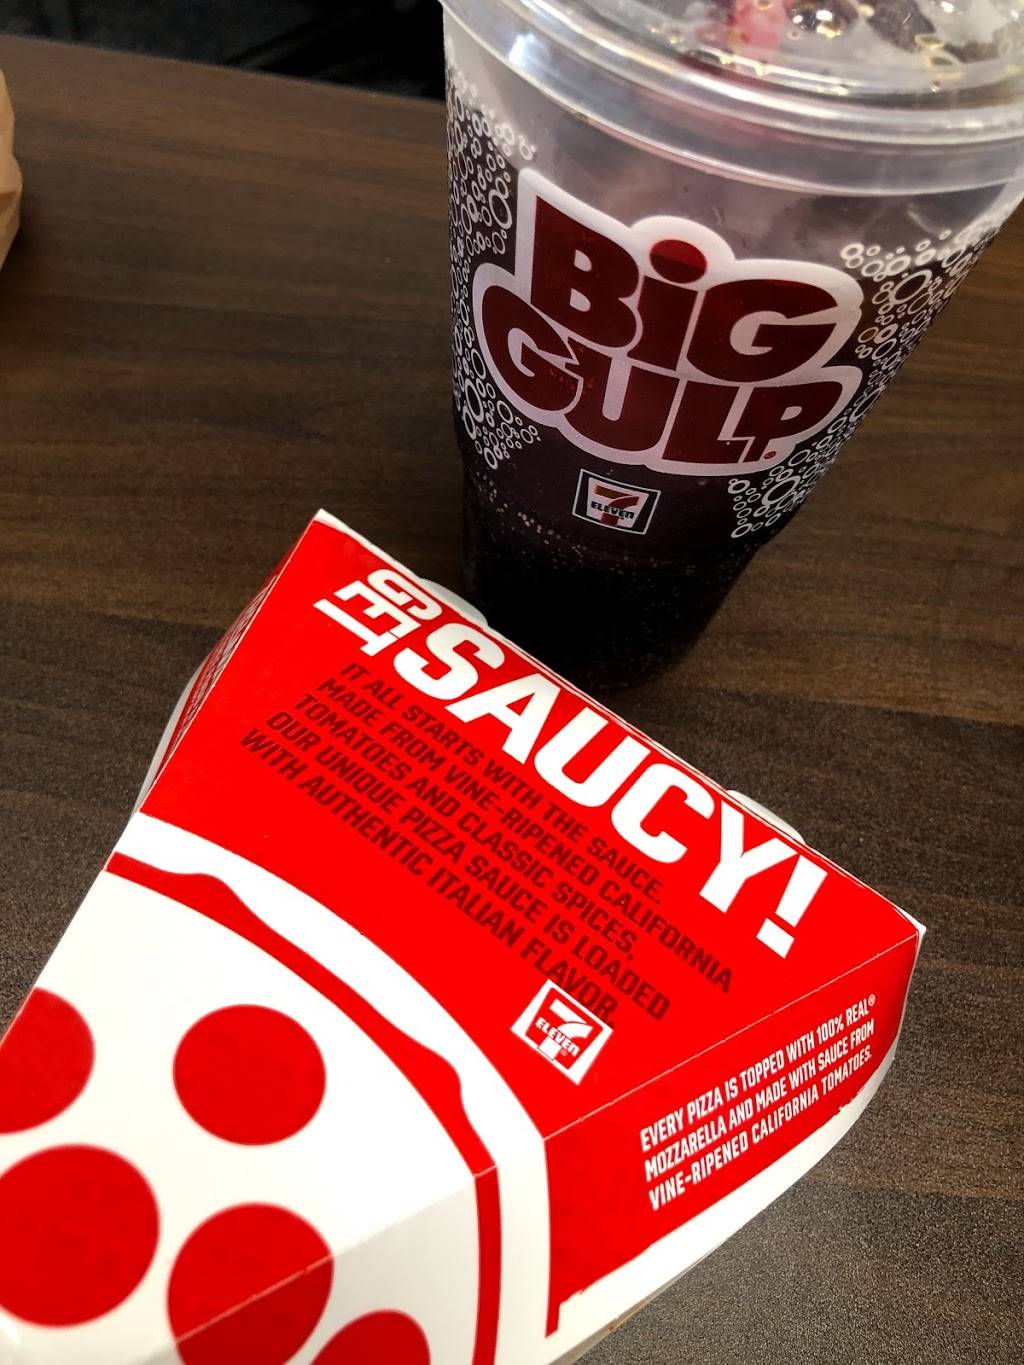 BiG
GULP
7
ELEVEN
GET
SAUCY!
IT ALL STARTS WITH THE SAUCE.
MADE FROM VINE-RIPENED CALIFORNIA
TOMATOES AND CLASSIC SPICES,
OUR UNIQUE PIZZA SAUCE IS LOADED
WITH AUTHENTIC ITALIAN FLAVOR.
7
ELEVEN
EVERY PIZZA IS TOPPED WITH 100% REAL®
MOZZARELLA AND MADE WITH SAUCE FROM
VINE-RIPENED CALIFORNIA TOMATOES.